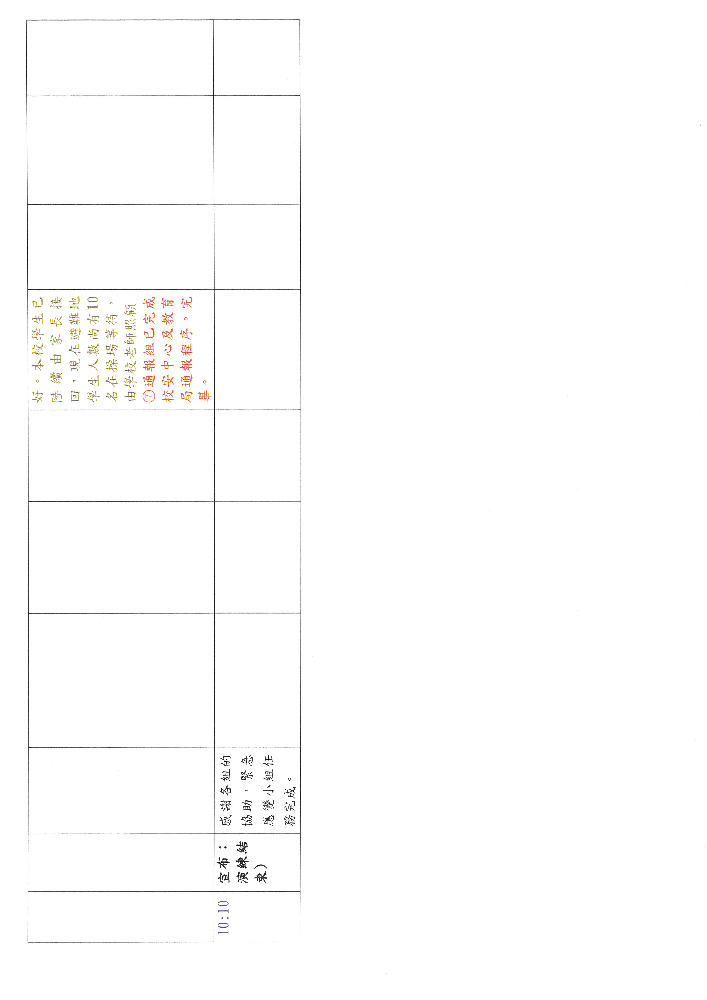 好。本校學生已
陸續由家長接
回，現在避難地
學生人數尚有10
名在操場等待，
由學校老師照顧
⑦通報組已完成
校安中心及教育
局通報程序。完
畢。
10:10
宣布：
演練結
束）
感謝各組的
協助，緊急
應變小組任
務完成。